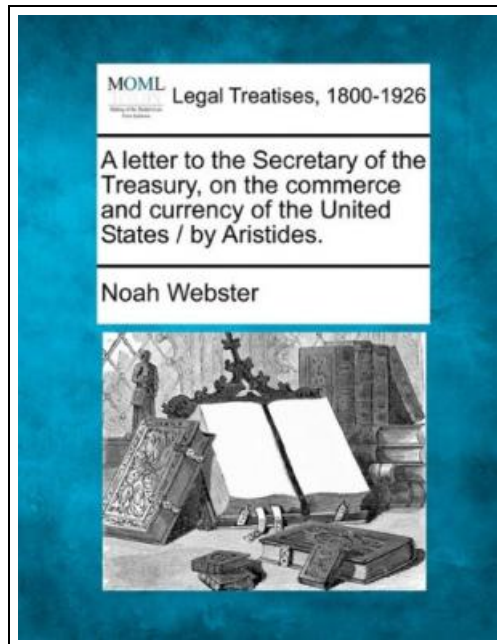 MOML
Legal Treatises, 1800-1926
A letter to the Secretary of the
Treasury, on the commerce
and currency of the United
States / by Aristides.
Noah Webster